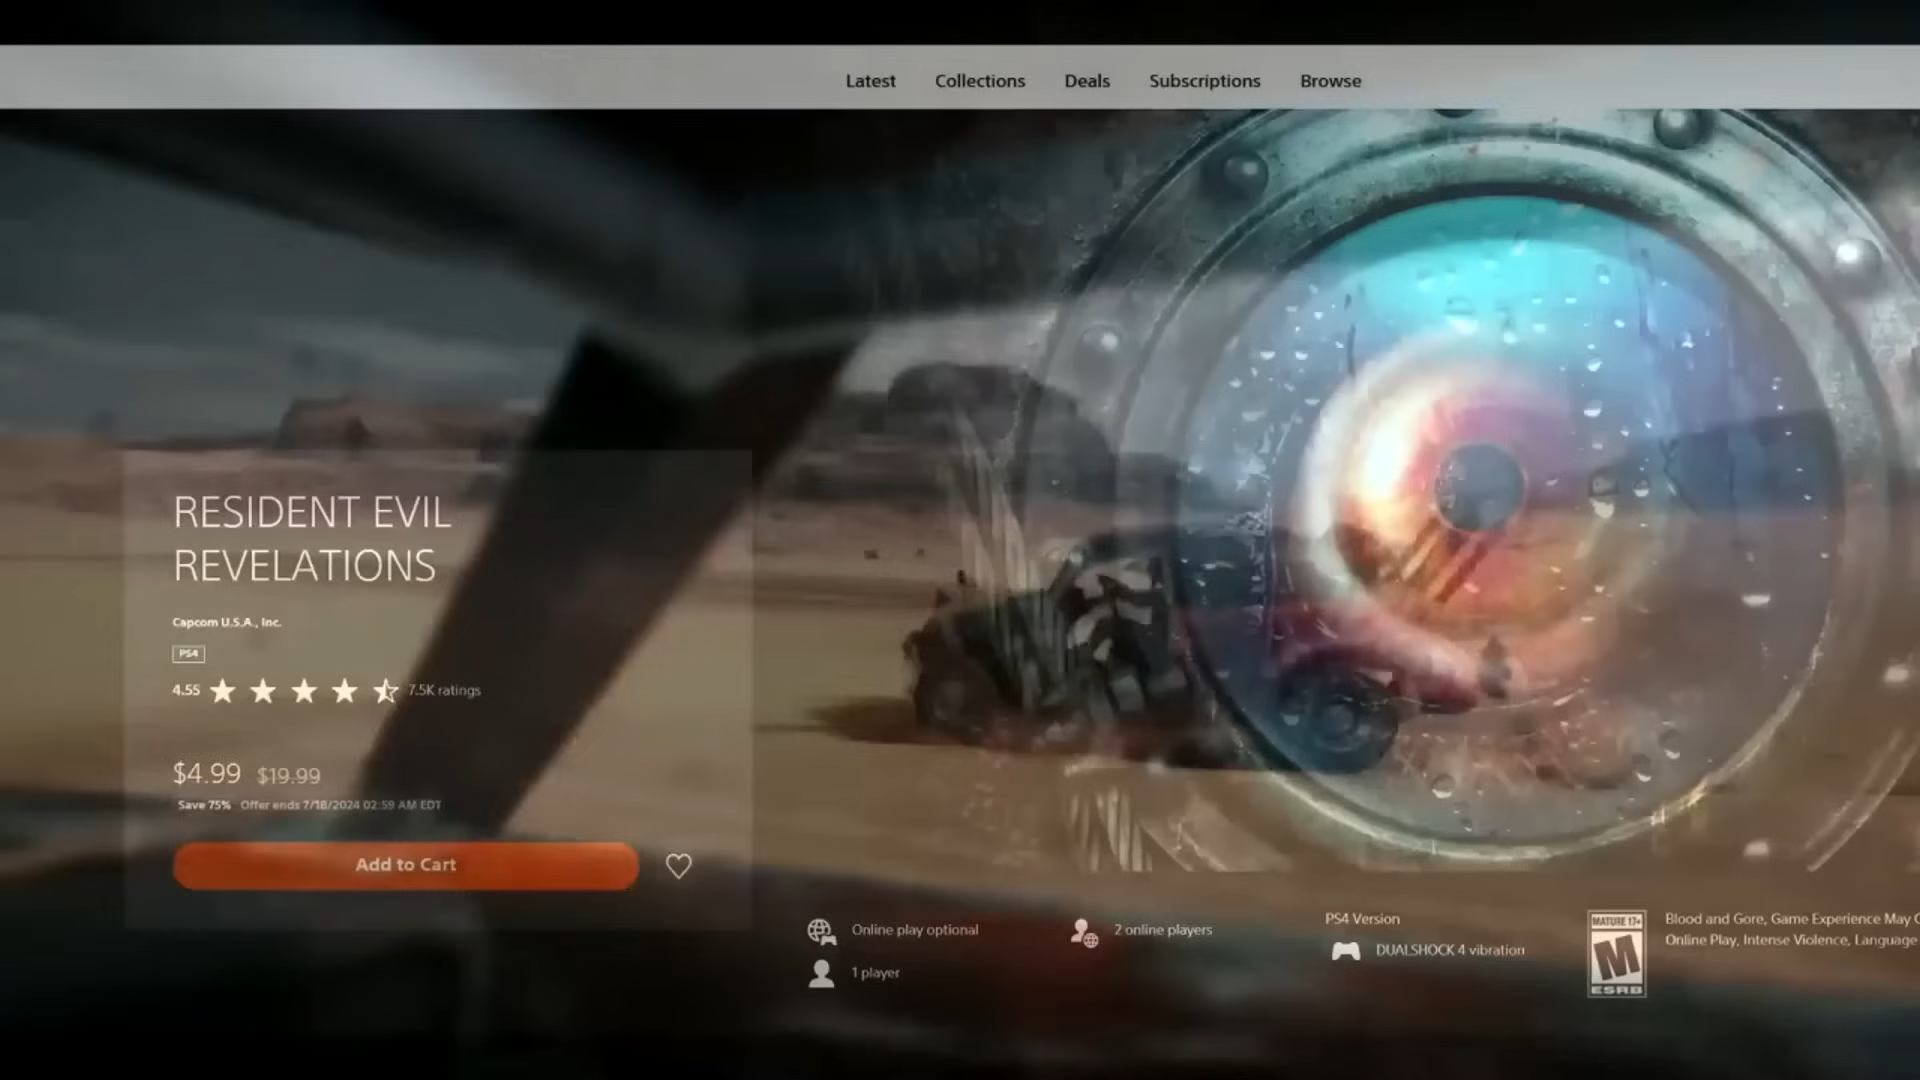 Latest Collections Deals Subscriptions Browse
RESIDENT EVIL
REVELATIONS
Capcom U.S.A., Inc.
PS4
4.55 7.5K ratings
$4.99 $19.99
Save 75% Offer ends 7/18/2024 02:59 AM EDT
Add to Cart
Online play optional
1 player
2 online players
PS4 Version
DUALSHOCK 4 vibration
MATURE 17+
M
ESRB
Blood and Gore, Game Experience May
Online Play, Intense Violence, Language